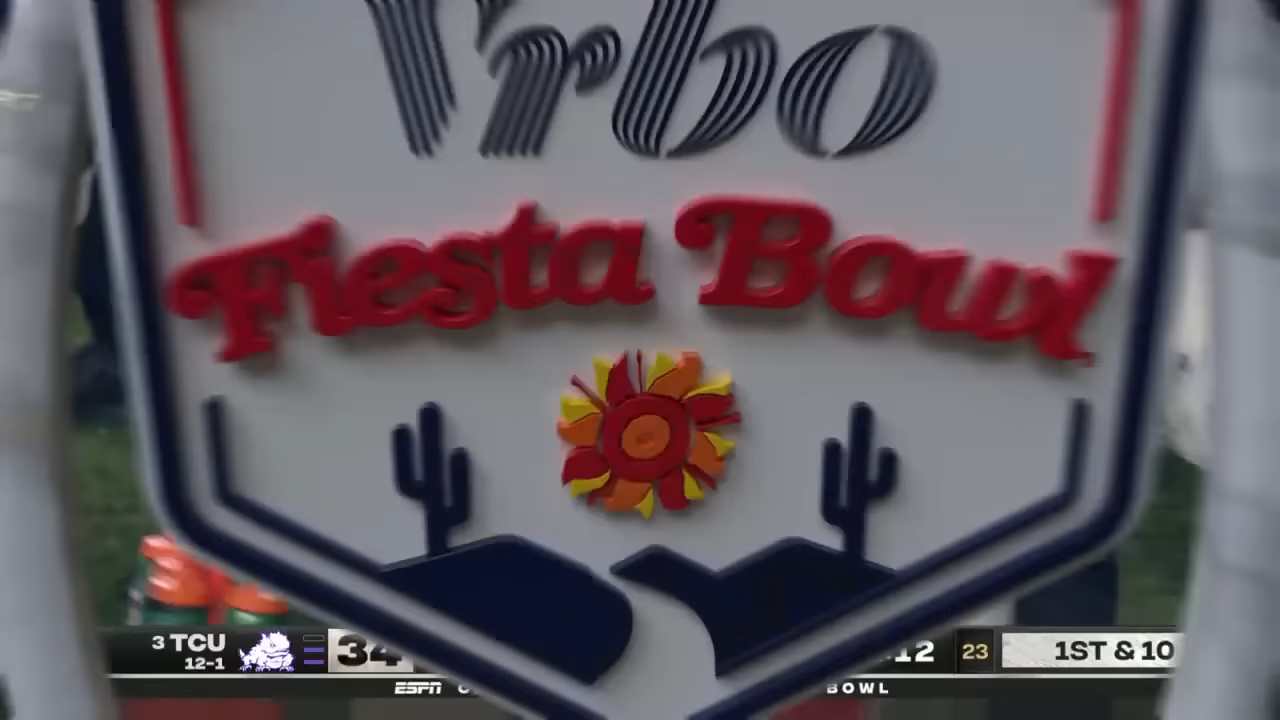 Vrbo
Fiesta Bowl
3 TCU
12-1
34
:12
23
1ST & 10
ESPN
BOWL